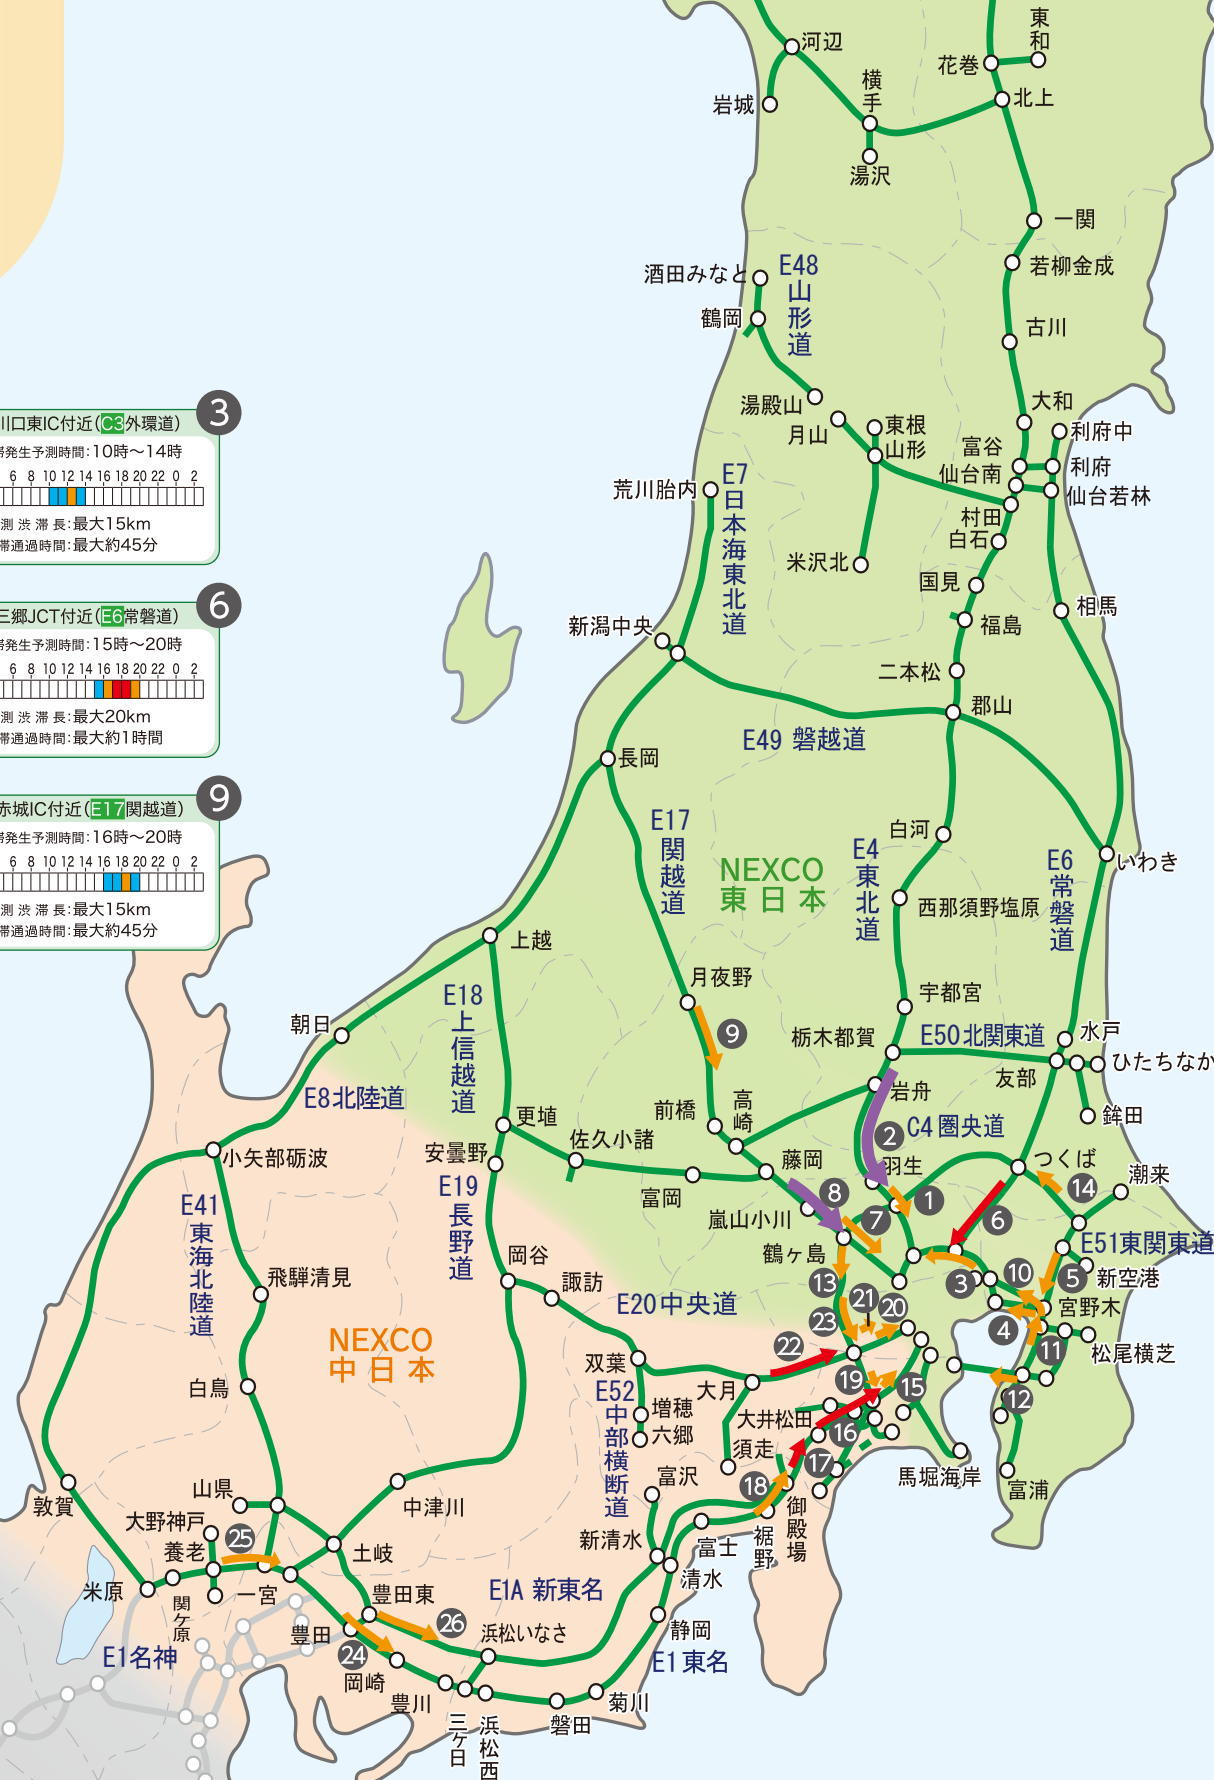 東和
河辺
花巻
横手
岩城
北上
湯沢
一関
若柳金成
酒田みなと
E48山形道
鶴岡
古川
湯殿山
大和
月山
東根
利府中
山形
富谷
利府
仙台南
仙台若林
荒川胎内
E7日本海東北道
村田
白石
米沢北
国見
相馬
福島
新潟中央
二本松
郡山
E49 磐越道
長岡
E17関越道
白河
E4東北道
E6常磐道
いわき
NEXCO
東日本
西那須野塩原
上越
月夜野
宇都宮
E18上信越道
朝日
9
栃木都賀
E50北関東道
水戸
ひたちなか
友部
E8北陸道
岩舟
前橋
高崎
鉾田
更埴
C4圏央道
2
佐久小諸
小矢部砺波
安曇野
藤岡
羽生
つくば
潮来
E19長野道
富岡
14
E41東海北陸道
8
1
嵐山小川
7
6
E51東関東道
岡谷
鶴ヶ島
飛騨清見
諏訪
13
3
10
5
新空港
E20中央道
21
20
宮野木
23
4
NEXCO
中日本
22
11
松尾横芝
双葉
白鳥
大月
19
15
12
E52中部横断道
増穂
大井松田
六郷
16
須走
馬堀海岸
17
富沢
18
富浦
敦賀
山県
中津川
御殿場
大野神戸
25
裾野
富士
新清水
養老
土岐
清水
米原
関ケ原
一宮
豊田東
E1A 新東名
26
浜松いなさ
静岡
豊田
E1名神
24
E1東名
岡崎
豊川
菊川
三ケ日
浜松西
磐田
3
川口東IC付近(C3外環道)
滞発生予測時間:10時〜14時
6 8 10 12 14 16 18 20 22 0 2
測渋滞長:最大15km
滞通過時間:最大約45分
6
三郷JCT付近(E6常磐道)
滞発生予測時間:15時〜20時
6 8 10 12 14 16 18 20 22 0 2
測渋滞長:最大20km
滞通過時間:最大約1時間
9
赤城IC付近(E17関越道)
滞発生予測時間:16時〜20時
6 8 10 12 14 16 18 20 22 0 2
測渋滞長:最大15km
滞通過時間:最大約45分